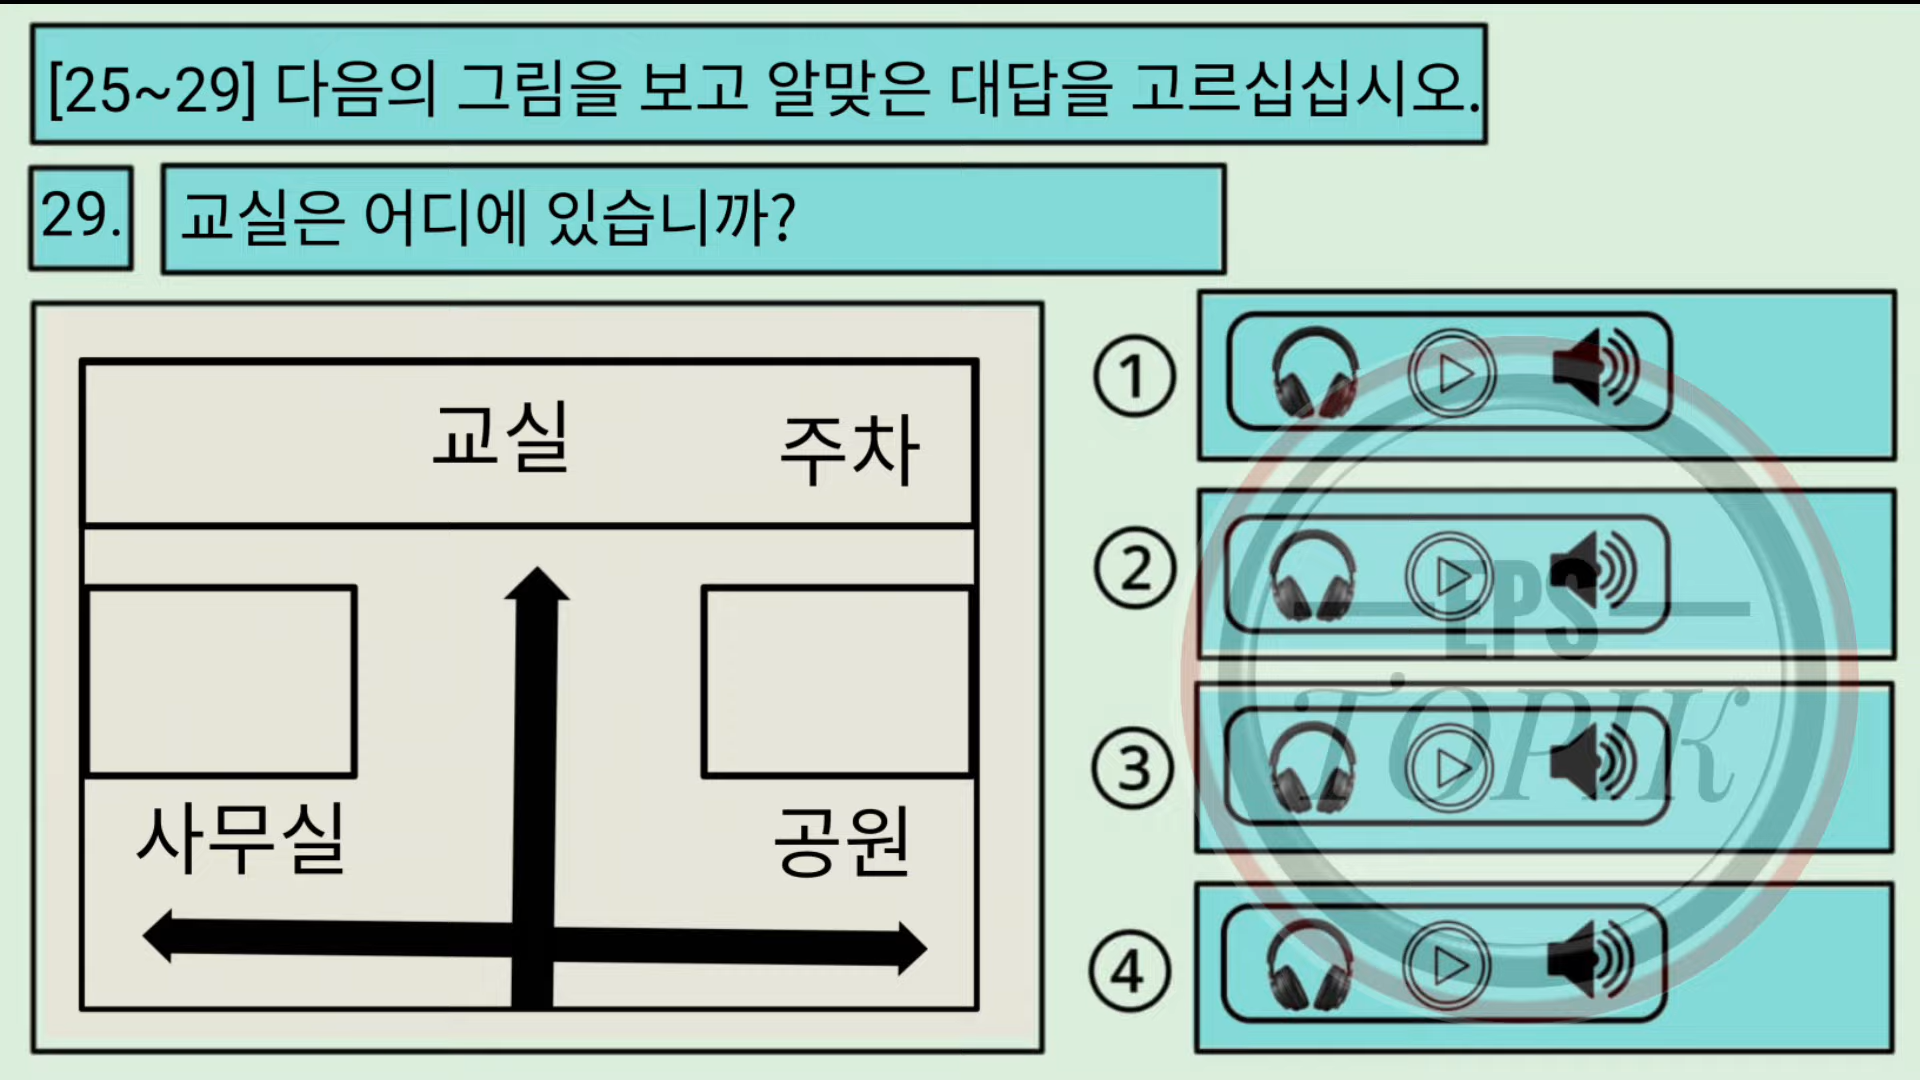 [25~29] 다음의 그림을 보고 알맞은 대답을 고르십십시오.
29. 교실은 어디에 있습니까?
교실 주차
사무실 공원
①
②
③
④
EPS
TOPIK